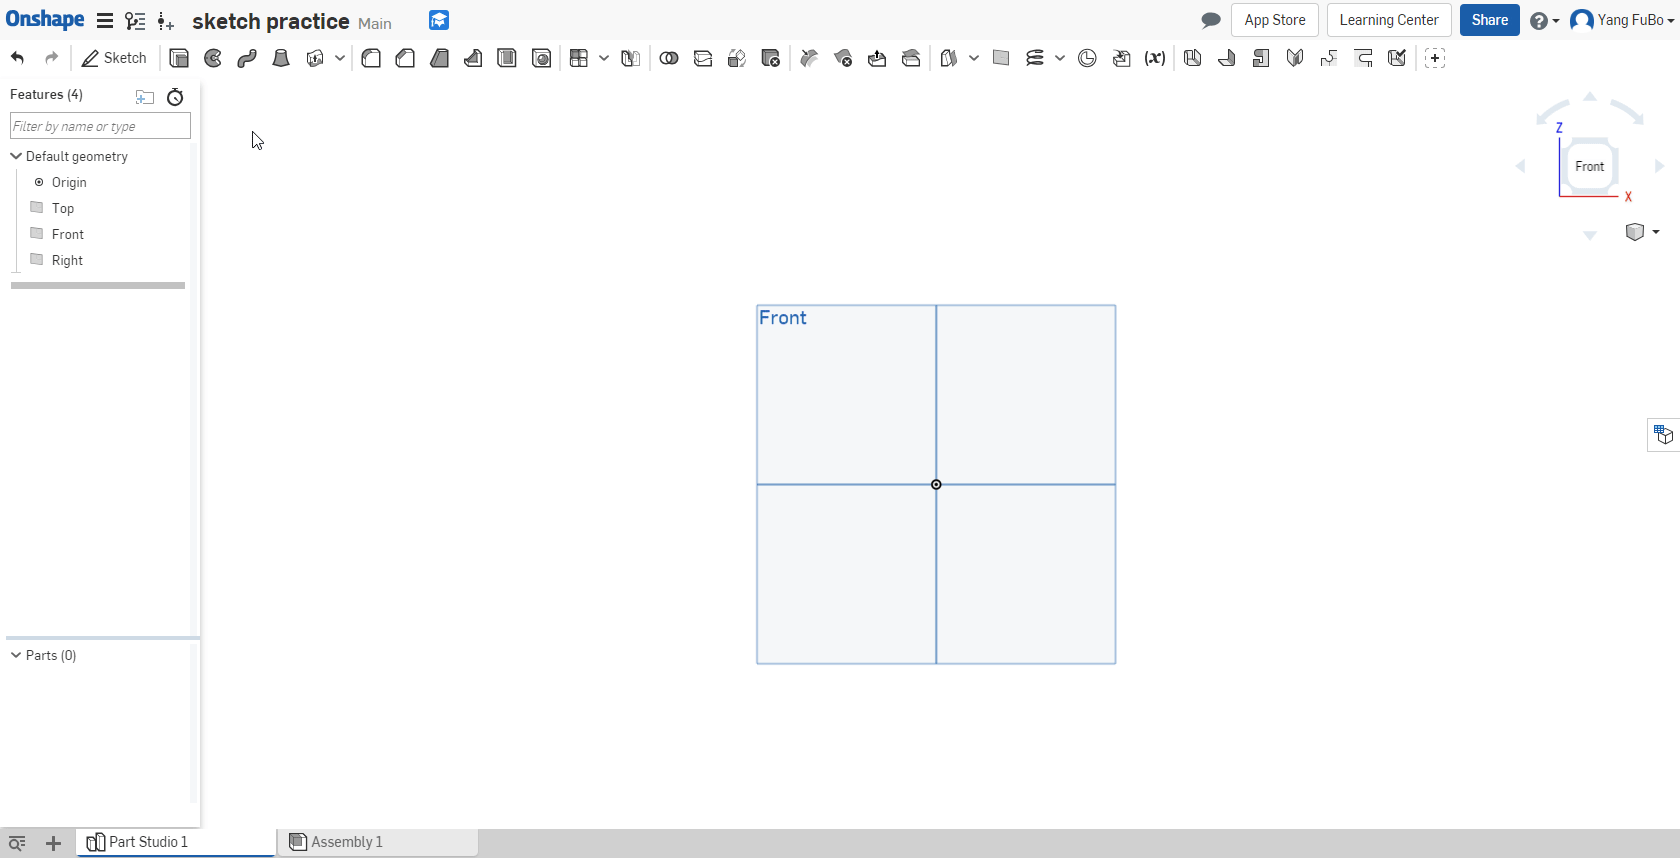 Onshape sketch practice Main App Store Learning Center Share Yang FuBo
Sketch (x)
Features (4)
Filter by name or type
Default geometry
Origin
Top
Front
Right
Z
Front
X
Front
Parts (0)
Part Studio 1 Assembly 1